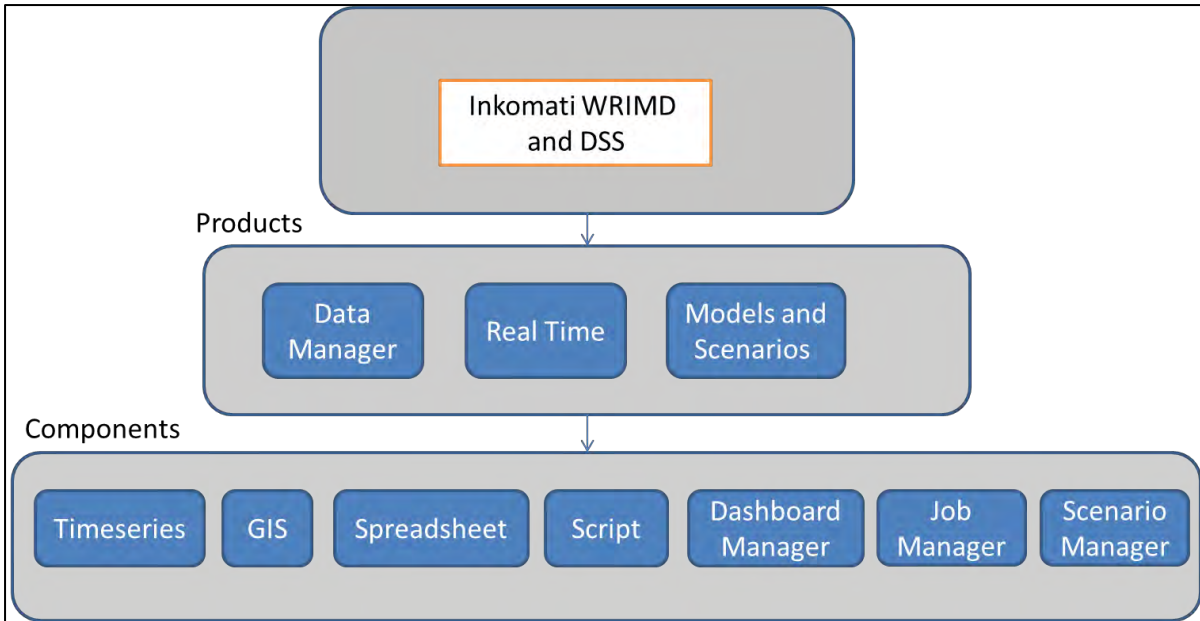 Inkomati WRIMD
and DSS
Products
Data
Manager
Real Time
Models and
Scenarios
Components
Timeseries
GIS
Spreadsheet
Script
Dashboard
Manager
Job
Manager
Scenario
Manager